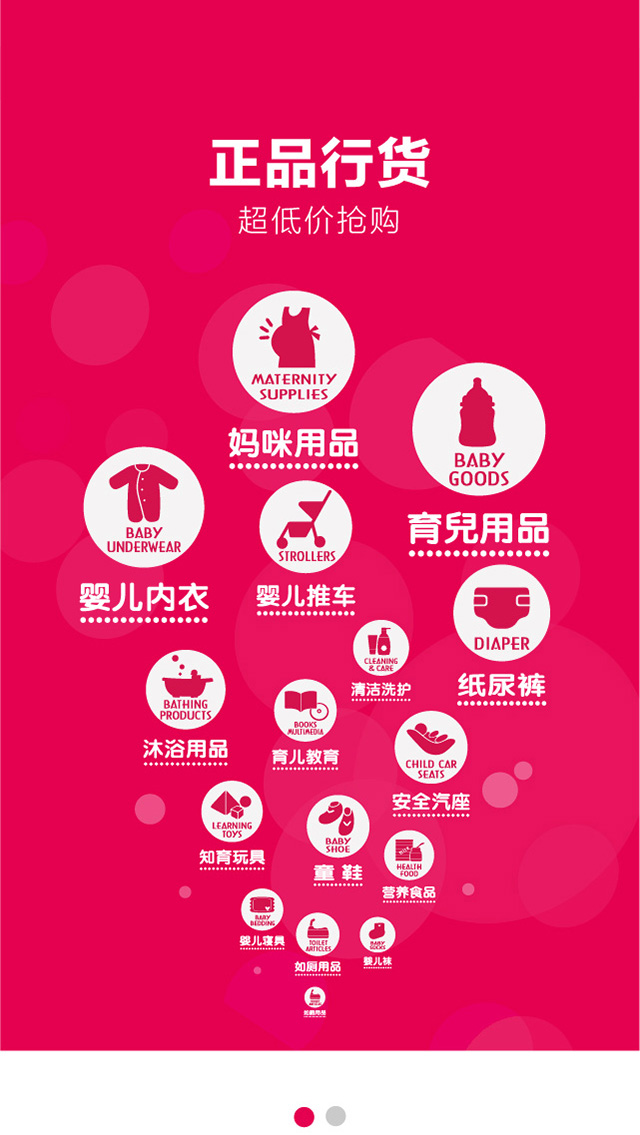 正品行货
超低价抢购
MATERNITY
SUPPLIES
妈咪用品
BABY
GOODS
育兒用品
BABY
UNDERWEAR
婴儿内衣
STROLLERS
婴儿推车
DIAPER
纸尿裤
CLEANING
& CARE
清洁洗护
BATHING
PRODUCTS
沐浴用品
BOOKS
MULTIMEDIA
育儿教育
CHILD CAR
SEATS
安全汽座
LEARNING
TOYS
知育玩具
BABY
SHOE
童 鞋
HEALTH
FOOD
营养食品
BABY
BEDDING
婴儿寝具
TOILET
ARTICLES
如厕用品
BABY
SOCKS
婴儿袜
如厕用品